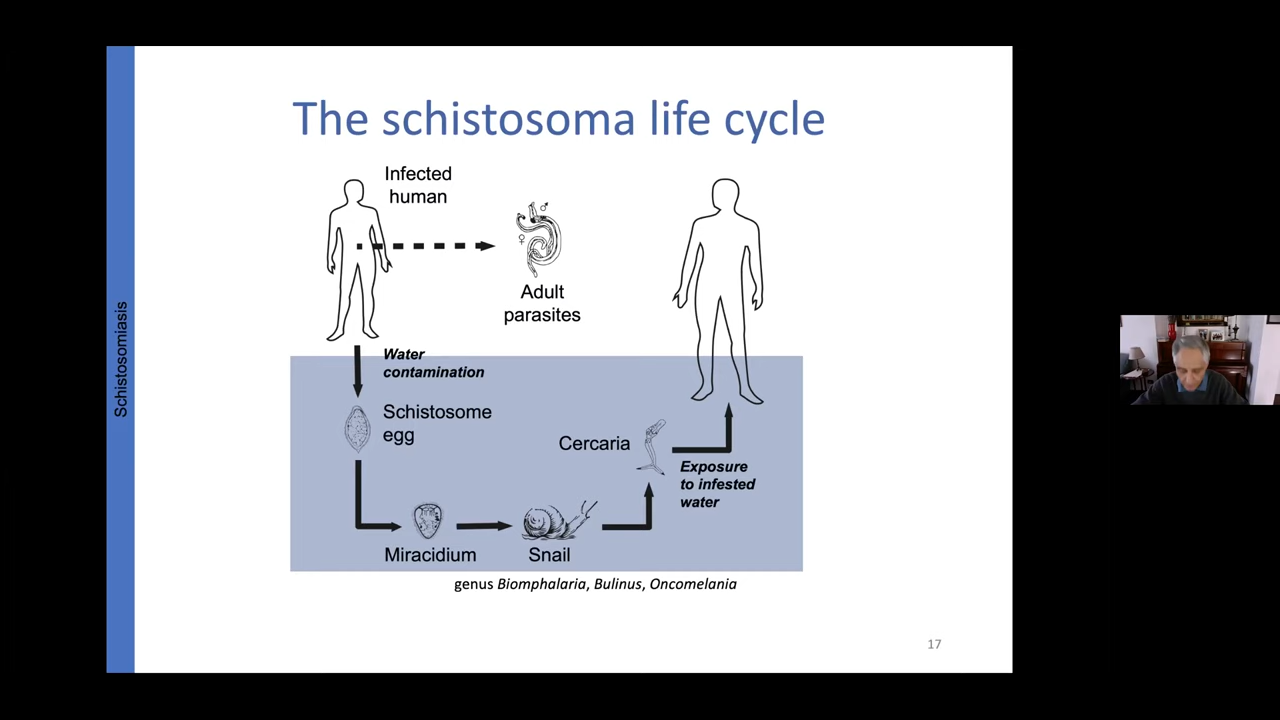 The schistosoma life cycle
Infected
human
♂
♀
Adult
parasites
Schistosomiasis
Water
contamination
Schistosome
egg
Cercaria
Exposure
to infested
water
Miracidium
Snail
genus Biomphalaria, Bulinus, Oncomelania
17